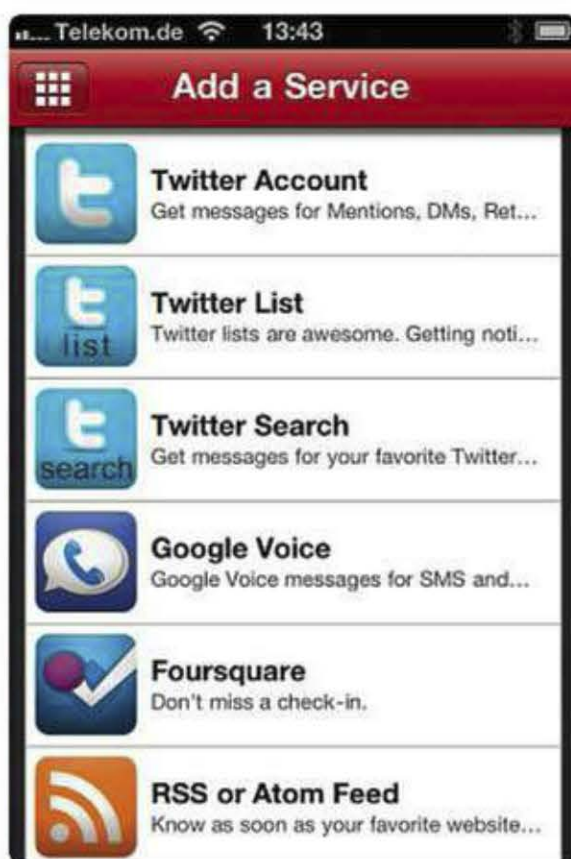 Telekom.de 13:43
Add a Service
Twitter Account
Get messages for Mentions, DMs, Ret...
list
Twitter List
Twitter lists are awesome. Getting noti...
search
Twitter Search
Get messages for your favorite Twitter...
Google Voice
Google Voice messages for SMS and...
Foursquare
Don't miss a check-in.
RSS or Atom Feed
Know as soon as your favorite website...